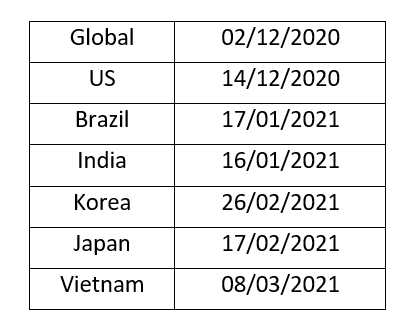 Global 02/12/2020
US 14/12/2020
Brazil 17/01/2021
India 16/01/2021
Korea 26/02/2021
Japan 17/02/2021
Vietnam 08/03/2021